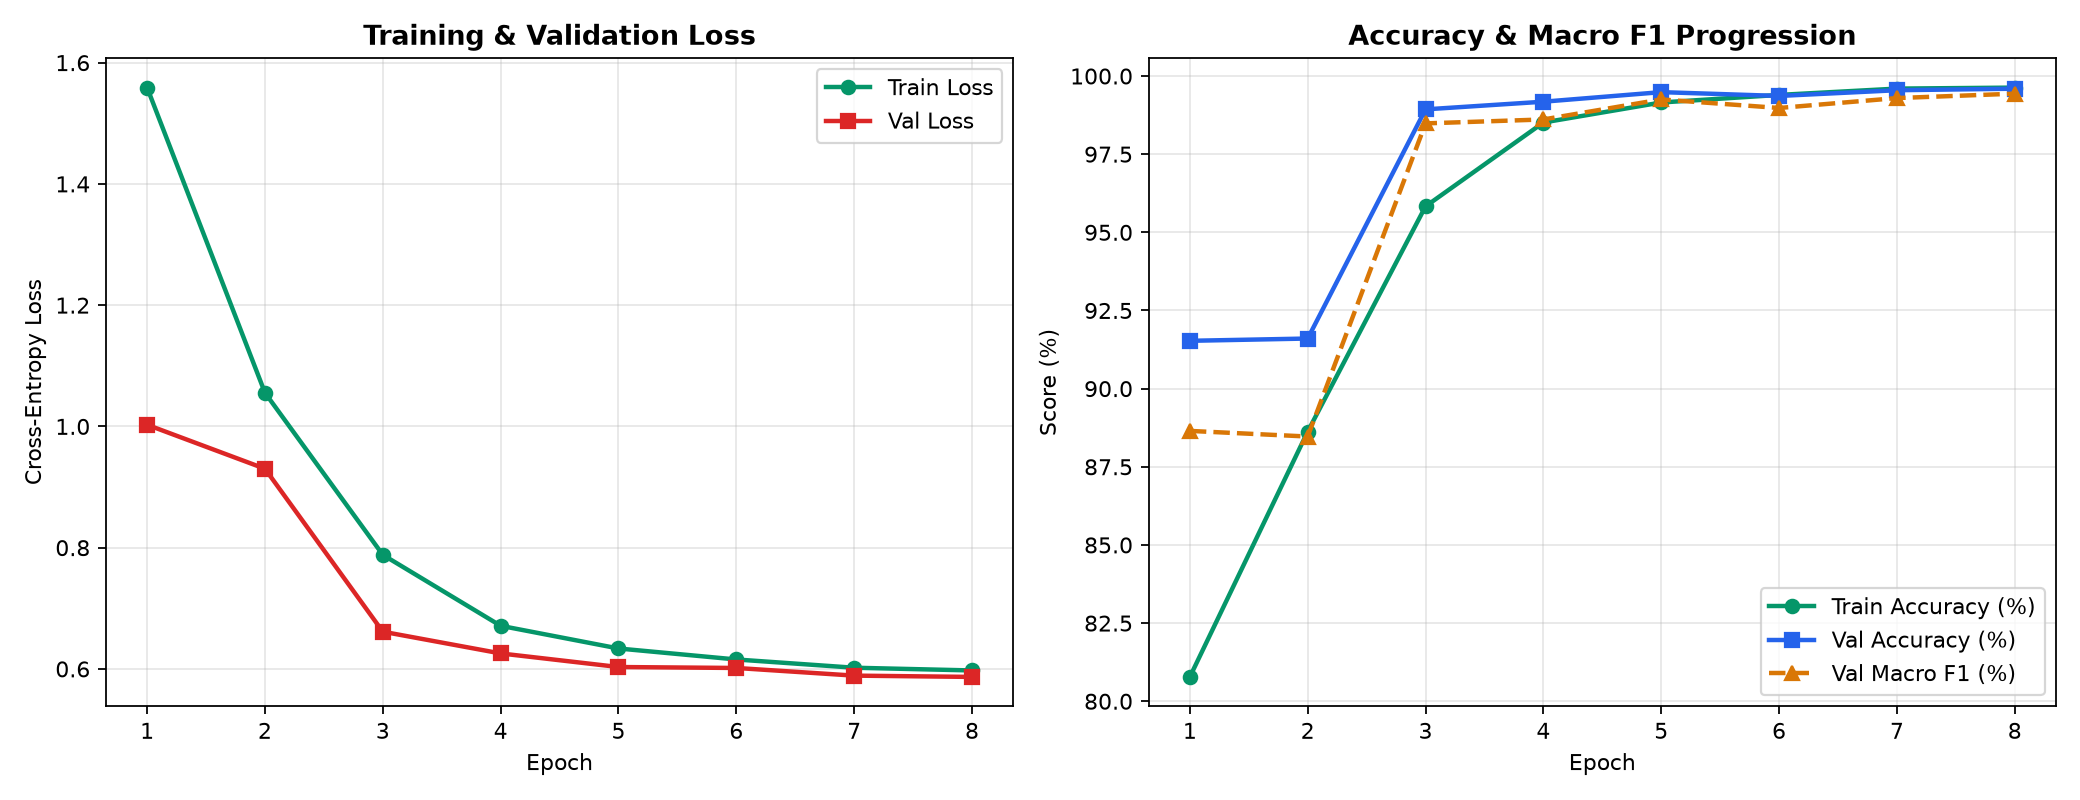 Training & Validation Loss
Cross-Entropy Loss
1.6
1.4
1.2
1.0
0.8
0.6
Train Loss
Val Loss
1 2 3 4 5 6 7 8
Epoch
Accuracy & Macro F1 Progression
Score (%)
100.0
97.5
95.0
92.5
90.0
87.5
85.0
82.5
80.0
Train Accuracy (%)
Val Accuracy (%)
Val Macro F1 (%)
1 2 3 4 5 6 7 8
Epoch